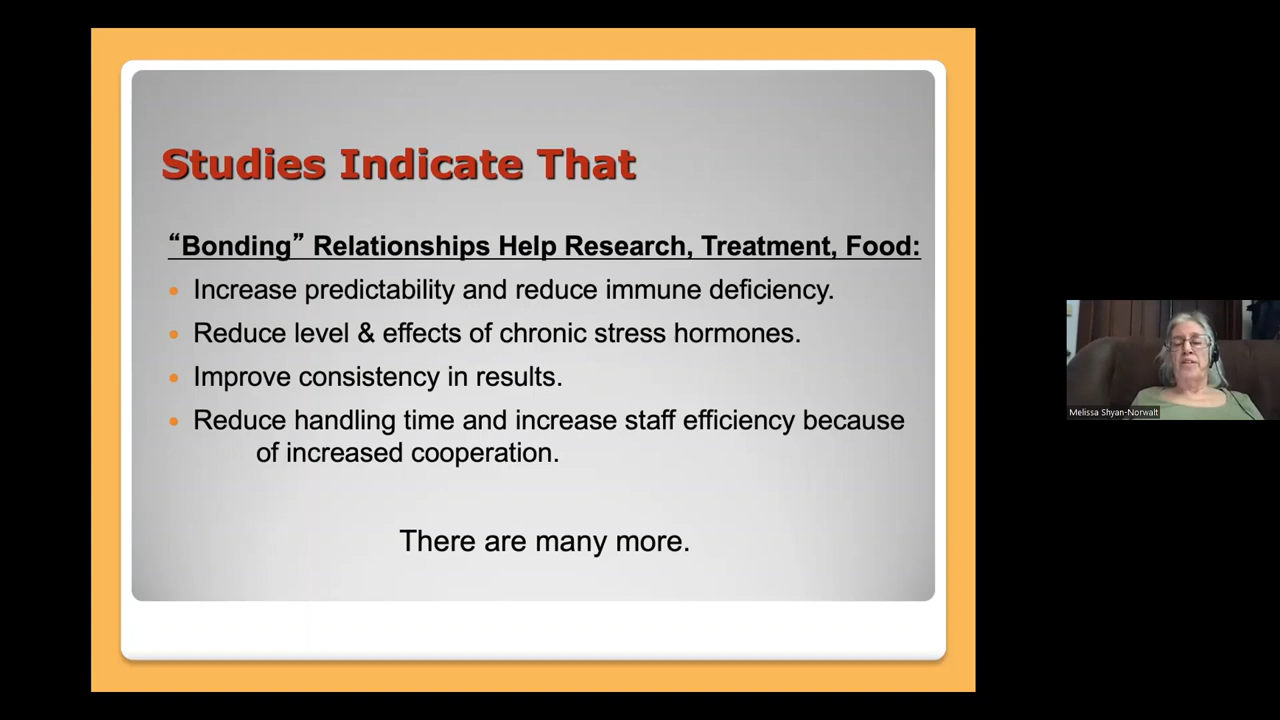 Studies Indicate That
“Bonding” Relationships Help Research, Treatment, Food:
• Increase predictability and reduce immune deficiency.
• Reduce level & effects of chronic stress hormones.
• Improve consistency in results.
• Reduce handling time and increase staff efficiency because
of increased cooperation.
There are many more.
Melissa Shyan-Norwalt